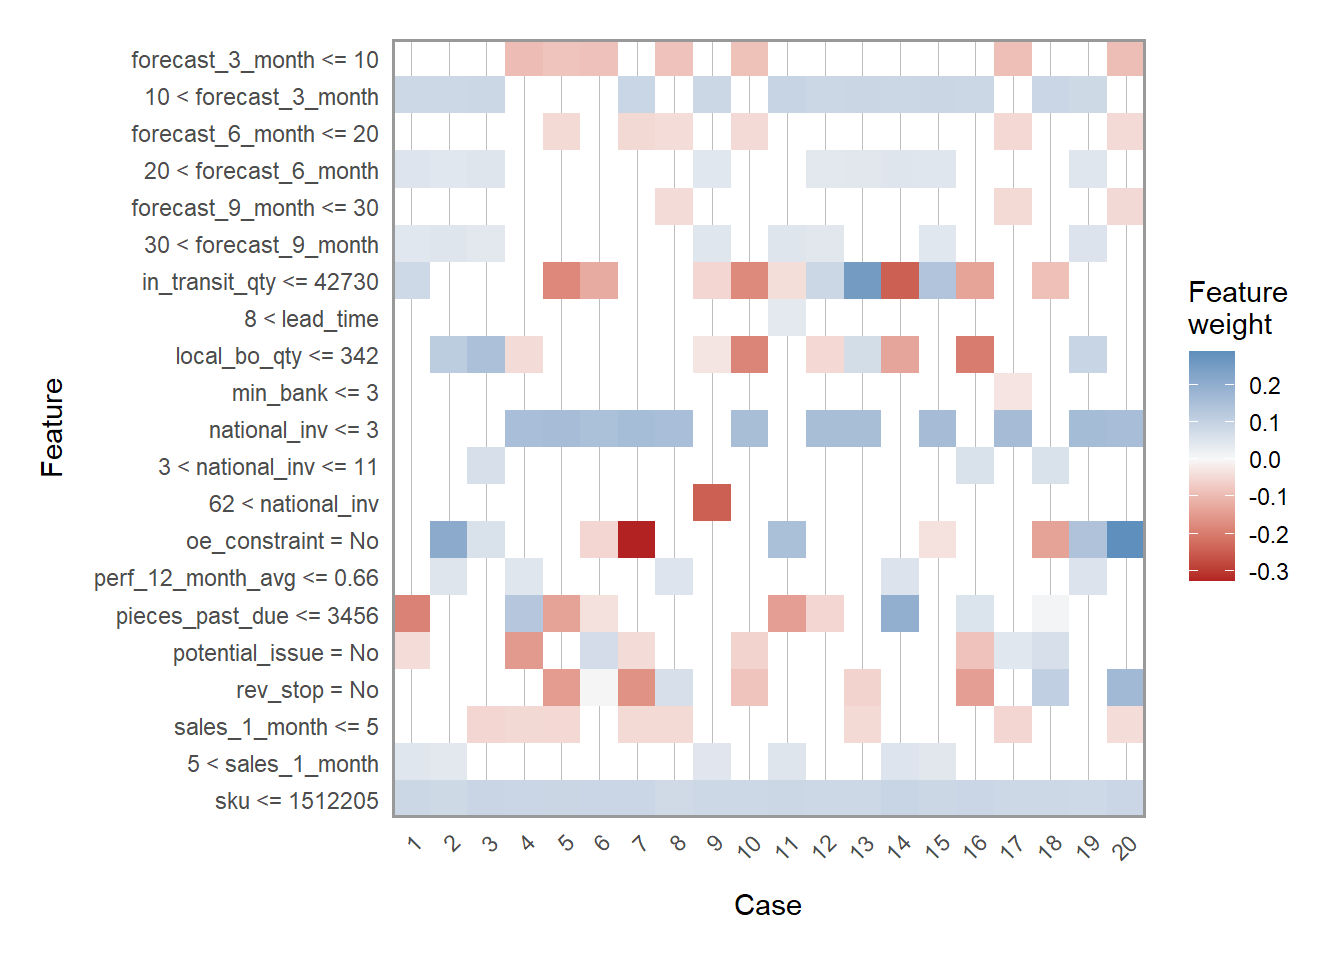 forecast_3_month <= 10
10 < forecast_3_month
forecast_6_month <= 20
20 < forecast_6_month
forecast_9_month <= 30
30 < forecast_9_month
in_transit_qty <= 42730
8 < lead_time
local_bo_qty <= 342
min_bank <= 3
national_inv <= 3
3 < national_inv <= 11
62 < national_inv
oe_constraint = No
perf_12_month_avg <= 0.66
pieces_past_due <= 3456
potential_issue = No
rev_stop = No
sales_1_month <= 5
5 < sales_1_month
sku <= 1512205
Feature
1 2 3 4 5 6 7 8 9 10 11 12 13 14 15 16 17 18 19 20
Case
Feature
weight
0.2
0.1
0.0
-0.1
-0.2
-0.3